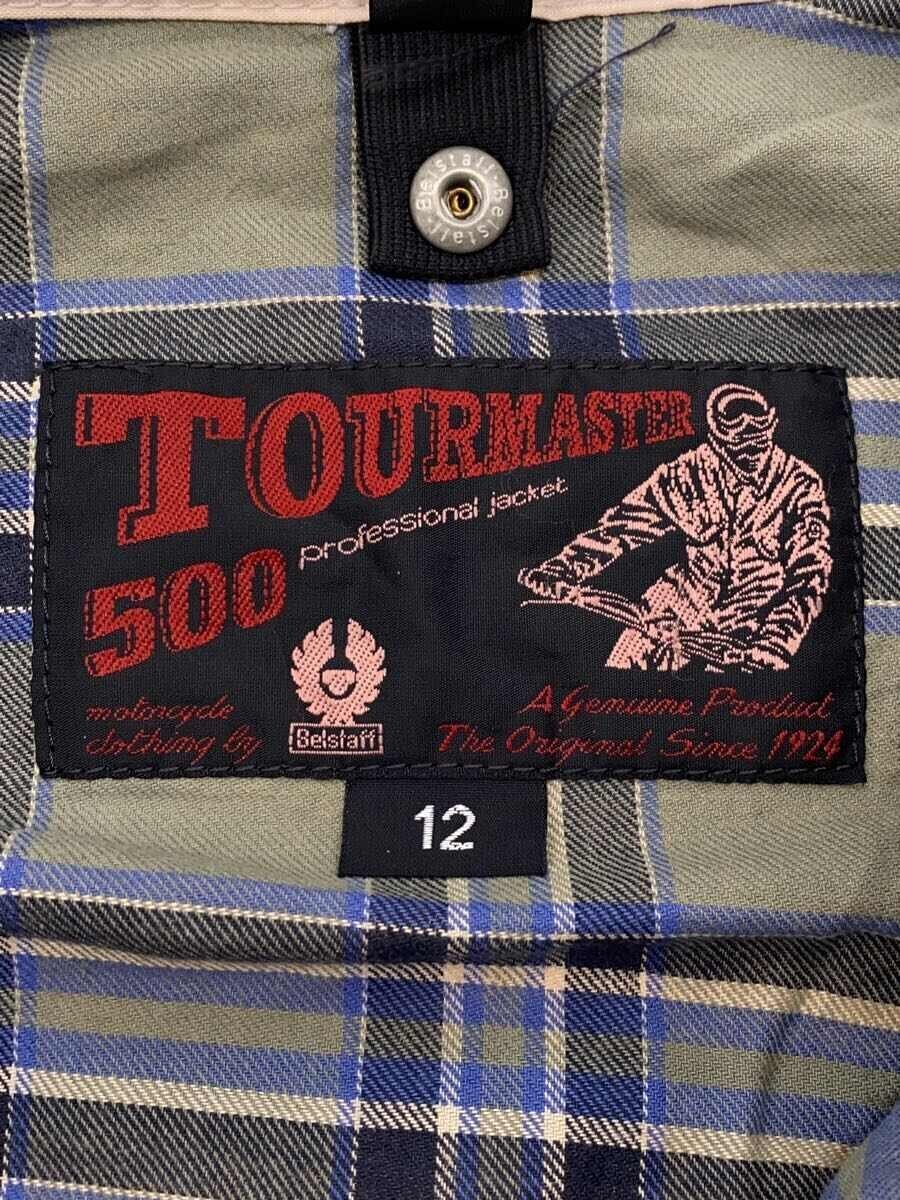 Belstaff · Belstaff ·
TOURMASTER
500 professional jacket
motorcycle
clothing by
Belstaff
A Genuine Product
The Original Since 1924
12